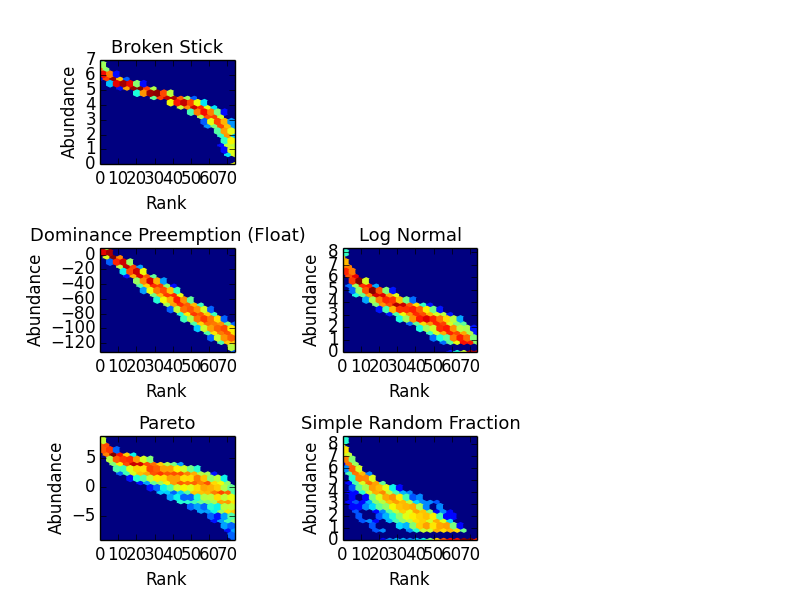 Broken Stick
Abundance
7
6
5
4
3
2
1
0
0 10 20 30 40 50 60 70
Rank
Dominance Preemption (Float)
Abundance
0
−20
−40
−60
−80
−100
−120
0 10 20 30 40 50 60 70
Rank
Log Normal
Abundance
8
7
6
5
4
3
2
1
0
0 10 20 30 40 50 60 70
Rank
Pareto
Abundance
5
0
−5
0 10 20 30 40 50 60 70
Rank
Simple Random Fraction
Abundance
8
7
6
5
4
3
2
1
0
0 10 20 30 40 50 60 70
Rank